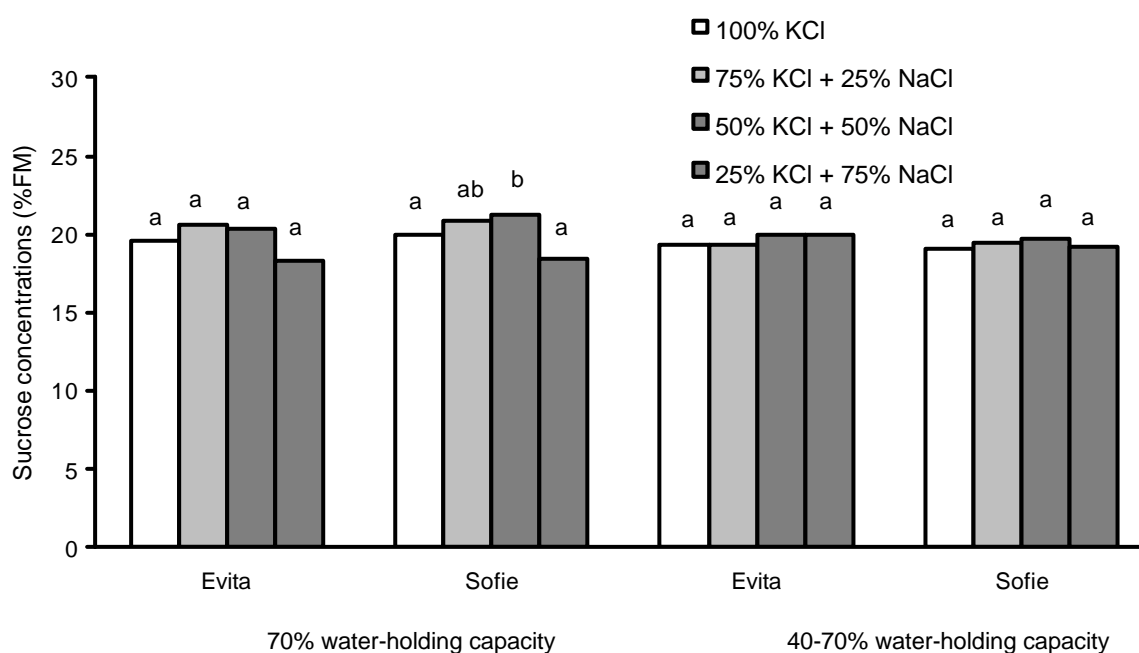 100% KCl
75% KCl + 25% NaCl
50% KCl + 50% NaCl
25% KCl + 75% NaCl
Sucrose concentrations (%FM)
30
25
20
15
10
5
0
a a a a
a ab b a
a a a a
a a a a
Evita Sofie Evita Sofie
70% water-holding capacity 40-70% water-holding capacity